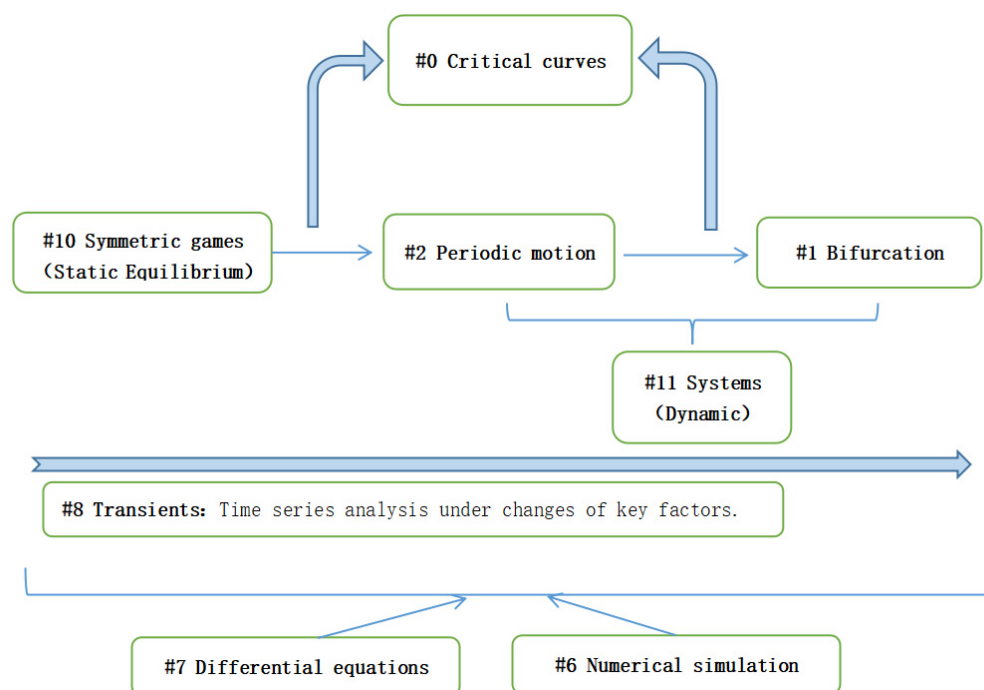 #0 Critical curves
#10 Symmetric games
（Static Equilibrium）
#2 Periodic motion
#1 Bifurcation
#11 Systems
（Dynamic）
#8 Transients: Time series analysis under changes of key factors.
#7 Differential equations
#6 Numerical simulation